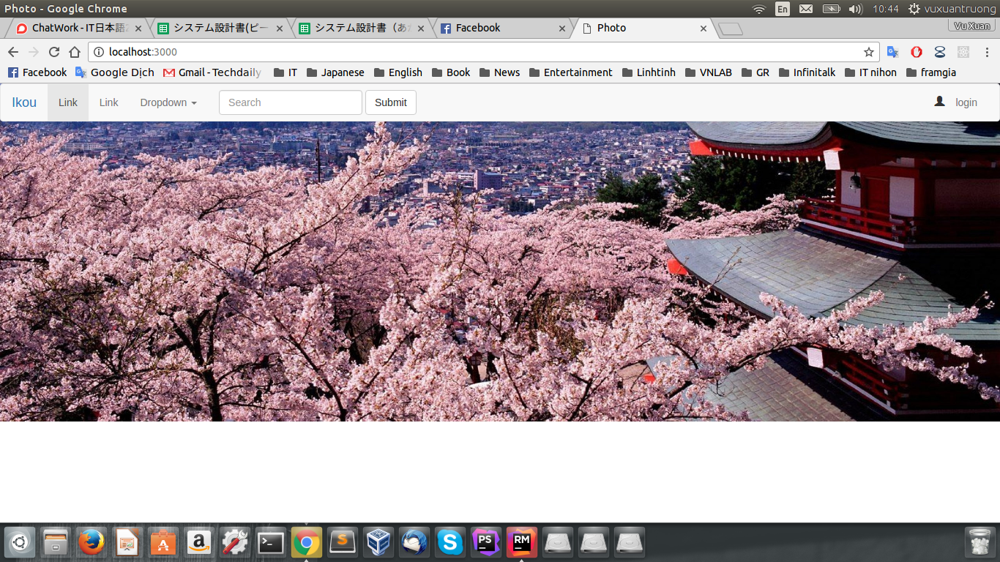 Photo - Google Chrome
En
10:44
vuxuantruong
ChatWork - IT日本語
システム設計書(ピー
システム設計書（あ
Facebook
Photo
Vu Xuan
localhost:3000
Facebook
Google Dịch
Gmail - Techdaily
IT
Japanese
English
Book
News
Entertainment
Linhtinh
VNLAB
GR
Infinitalk
IT nihon
framgia
Ikou
Link
Link
Dropdown
Search
Submit
login
a
>_
S
S
PS
RM